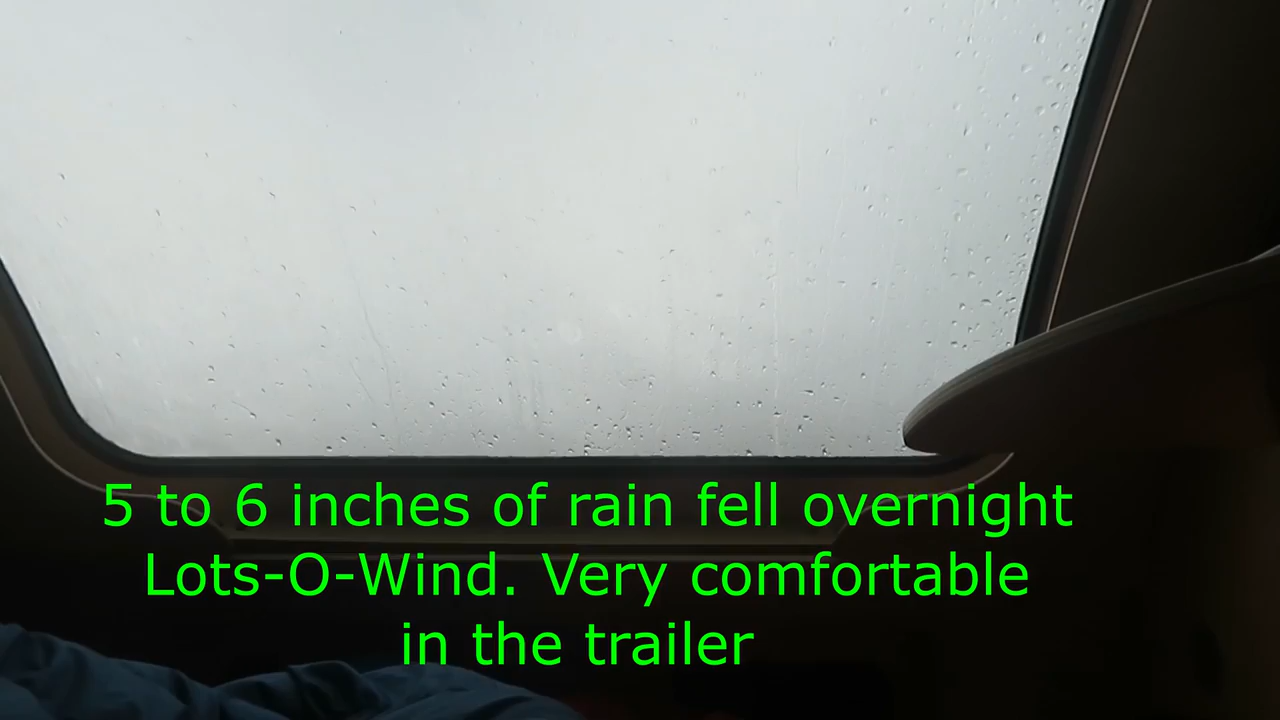 5 to 6 inches of rain fell overnight
Lots-O-Wind. Very comfortable
in the trailer